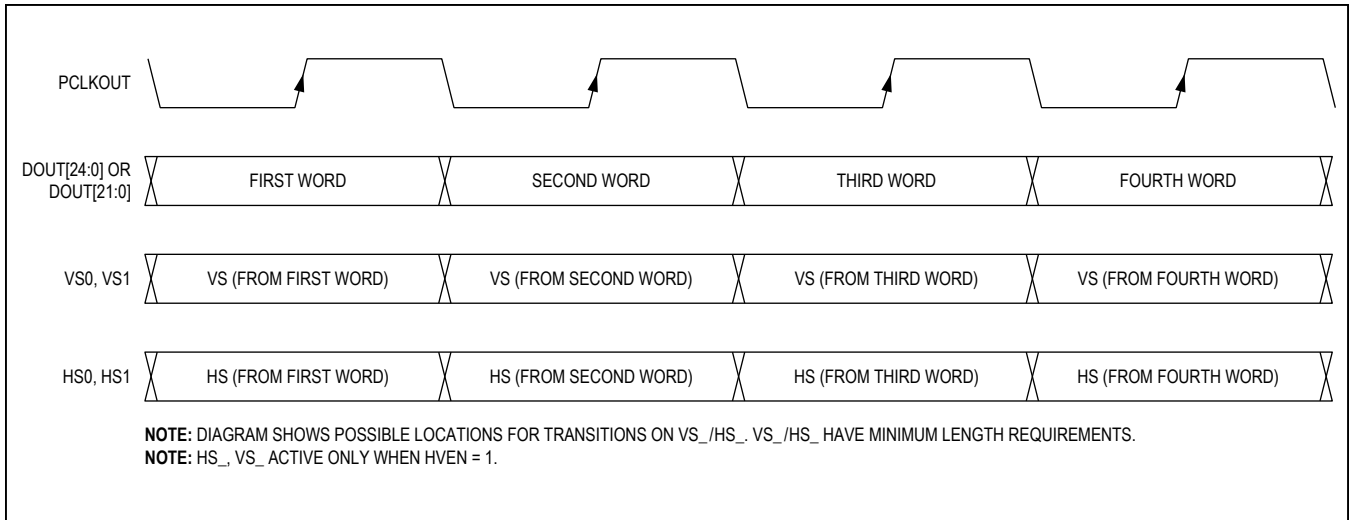 PCLKOUT
DOUT[24:0] OR
DOUT[21:0]
FIRST WORD SECOND WORD THIRD WORD FOURTH WORD
VS0, VS1
VS (FROM FIRST WORD) VS (FROM SECOND WORD) VS (FROM THIRD WORD) VS (FROM FOURTH WORD)
HS0, HS1
HS (FROM FIRST WORD) HS (FROM SECOND WORD) HS (FROM THIRD WORD) HS (FROM FOURTH WORD)
NOTE: DIAGRAM SHOWS POSSIBLE LOCATIONS FOR TRANSITIONS ON VS_/HS_. VS_/HS_ HAVE MINIMUM LENGTH REQUIREMENTS.
NOTE: HS_, VS_ ACTIVE ONLY WHEN HVEN = 1.